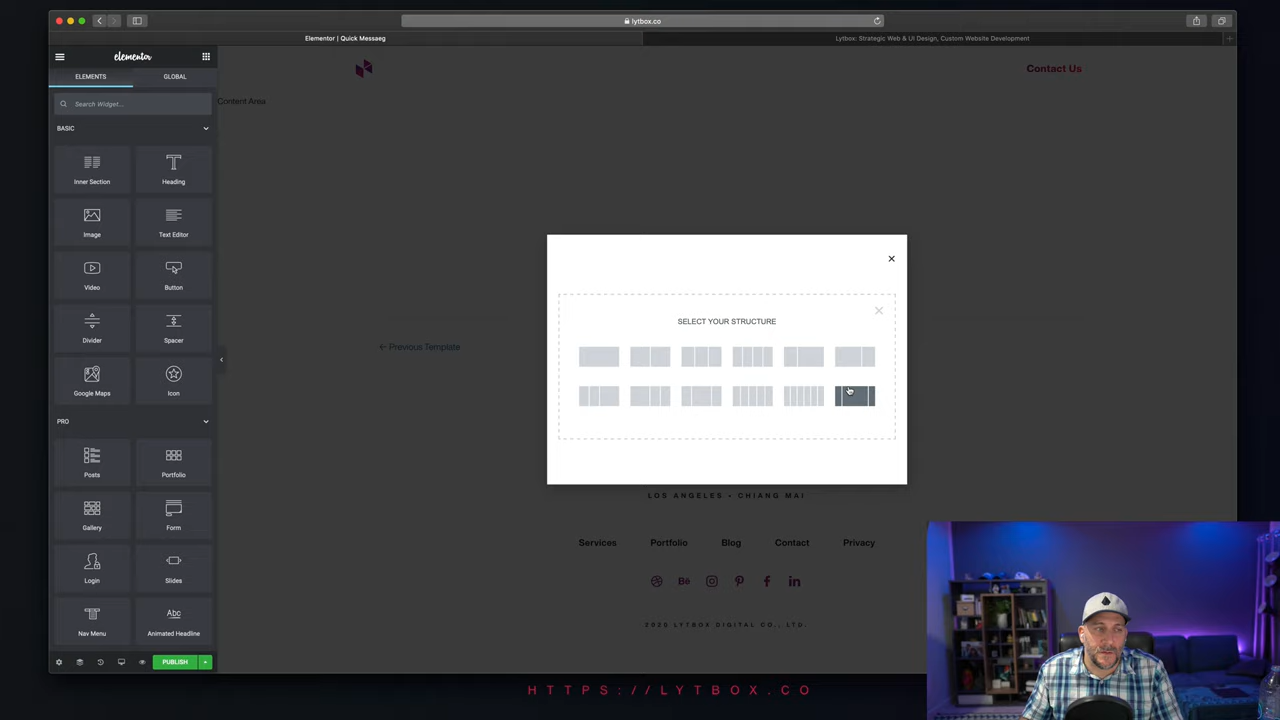 lytbox.co
Elementor | Quick Messaeg
Lytbox: Strategic Web & UI Design, Custom Website Development
elementor
ELEMENTS
GLOBAL
Search Widget...
BASIC
Inner Section
Heading
Image
Text Editor
Video
Button
Divider
Spacer
Google Maps
Icon
PRO
Posts
Portfolio
Gallery
Form
Login
Slides
Abc
Nav Menu
Animated Headline
PUBLISH
Contact Us
Content Area
SELECT YOUR STRUCTURE
← Previous Template
LOS ANGELES • CHIANG MAI
Services
Portfolio
Blog
Contact
Privacy
2020 LYTBOX DIGITAL CO., LTD.
HTTPS://LYTBOX.CO